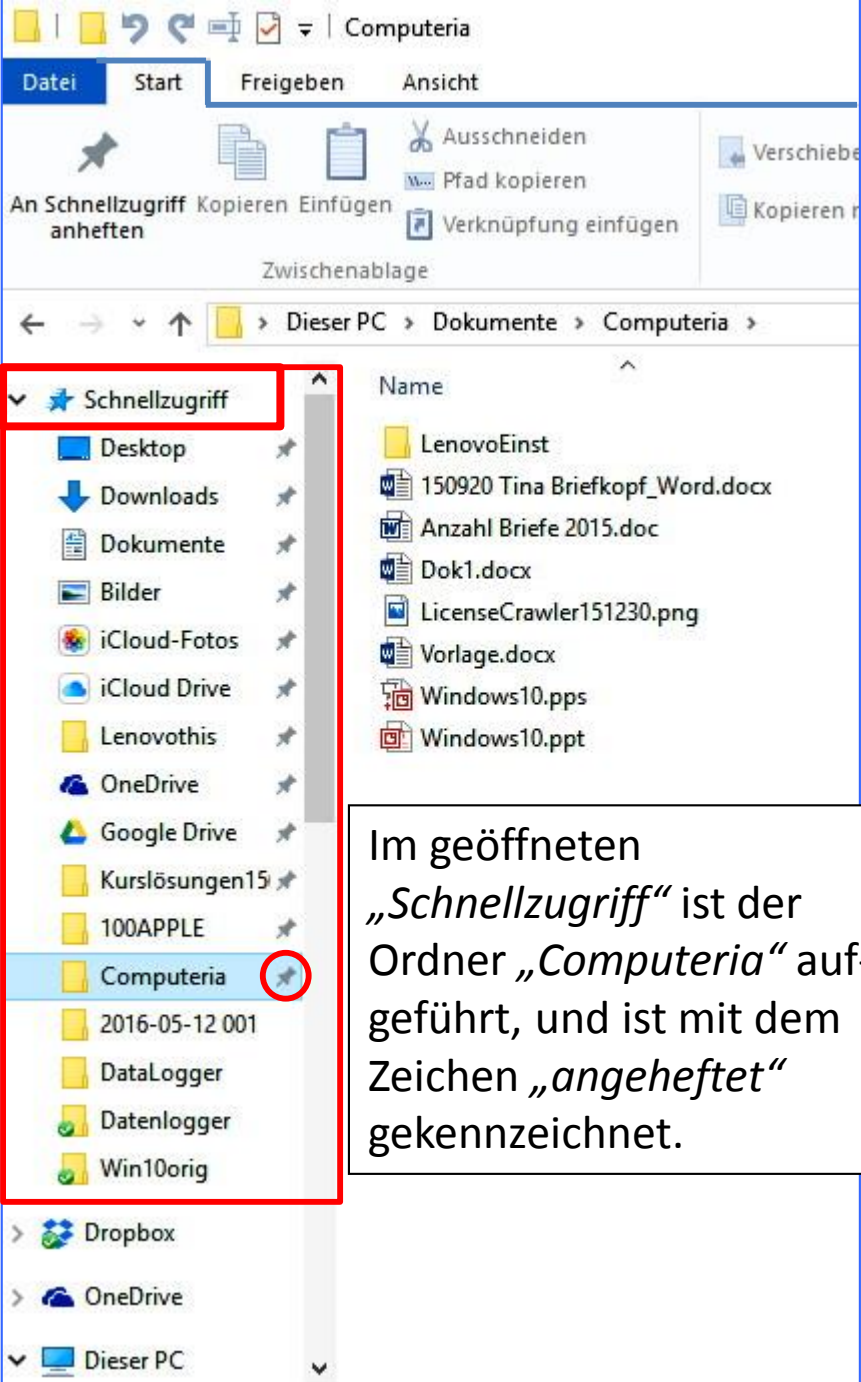 Computeria
Datei Start Freigeben Ansicht
An Schnellzugriff anheften
Kopieren
Einfügen
Ausschneiden
Pfad kopieren
Verknüpfung einfügen
Verschiebe
Kopieren
Zwischenablage
Dieser PC > Dokumente > Computeria >
Schnellzugriff
Desktop
Downloads
Dokumente
Bilder
iCloud-Fotos
iCloud Drive
Lenovothis
OneDrive
Google Drive
Kurslösungen15
100APPLE
Computeria
2016-05-12 001
DataLogger
Datenlogger
Win10orig
Dropbox
OneDrive
Dieser PC
Name
LenovoEinst
150920 Tina Briefkopf_Word.docx
Anzahl Briefe 2015.doc
Dok1.docx
LicenseCrawler151230.png
Vorlage.docx
Windows10.pps
Windows10.ppt
Im geöffneten
„Schnellzugriff“ ist der
Ordner „Computeria“ auf-
geführt, und ist mit dem
Zeichen „angeheftet“
gekennzeichnet.